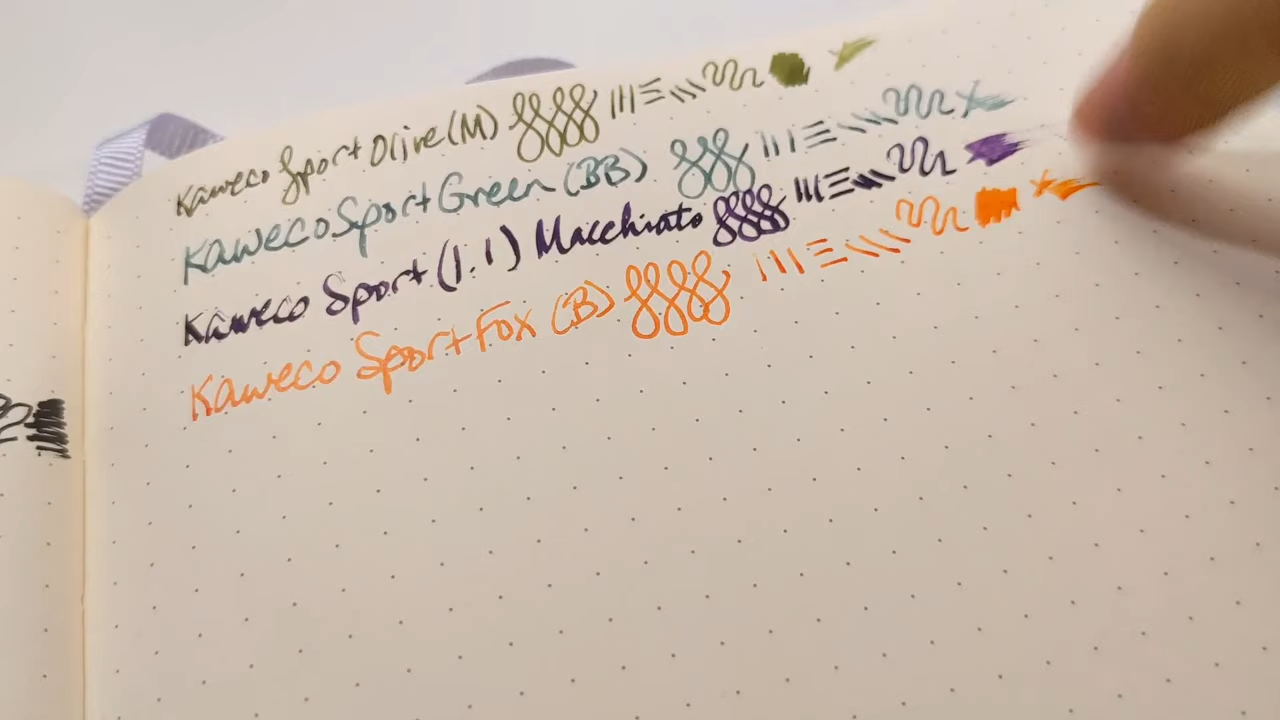 Kaweco Sport Olive (M)
Kaweco Sport Green (BB)
Kaweco Sport (1.1) Macchiato
Kaweco Sport Fox (B)